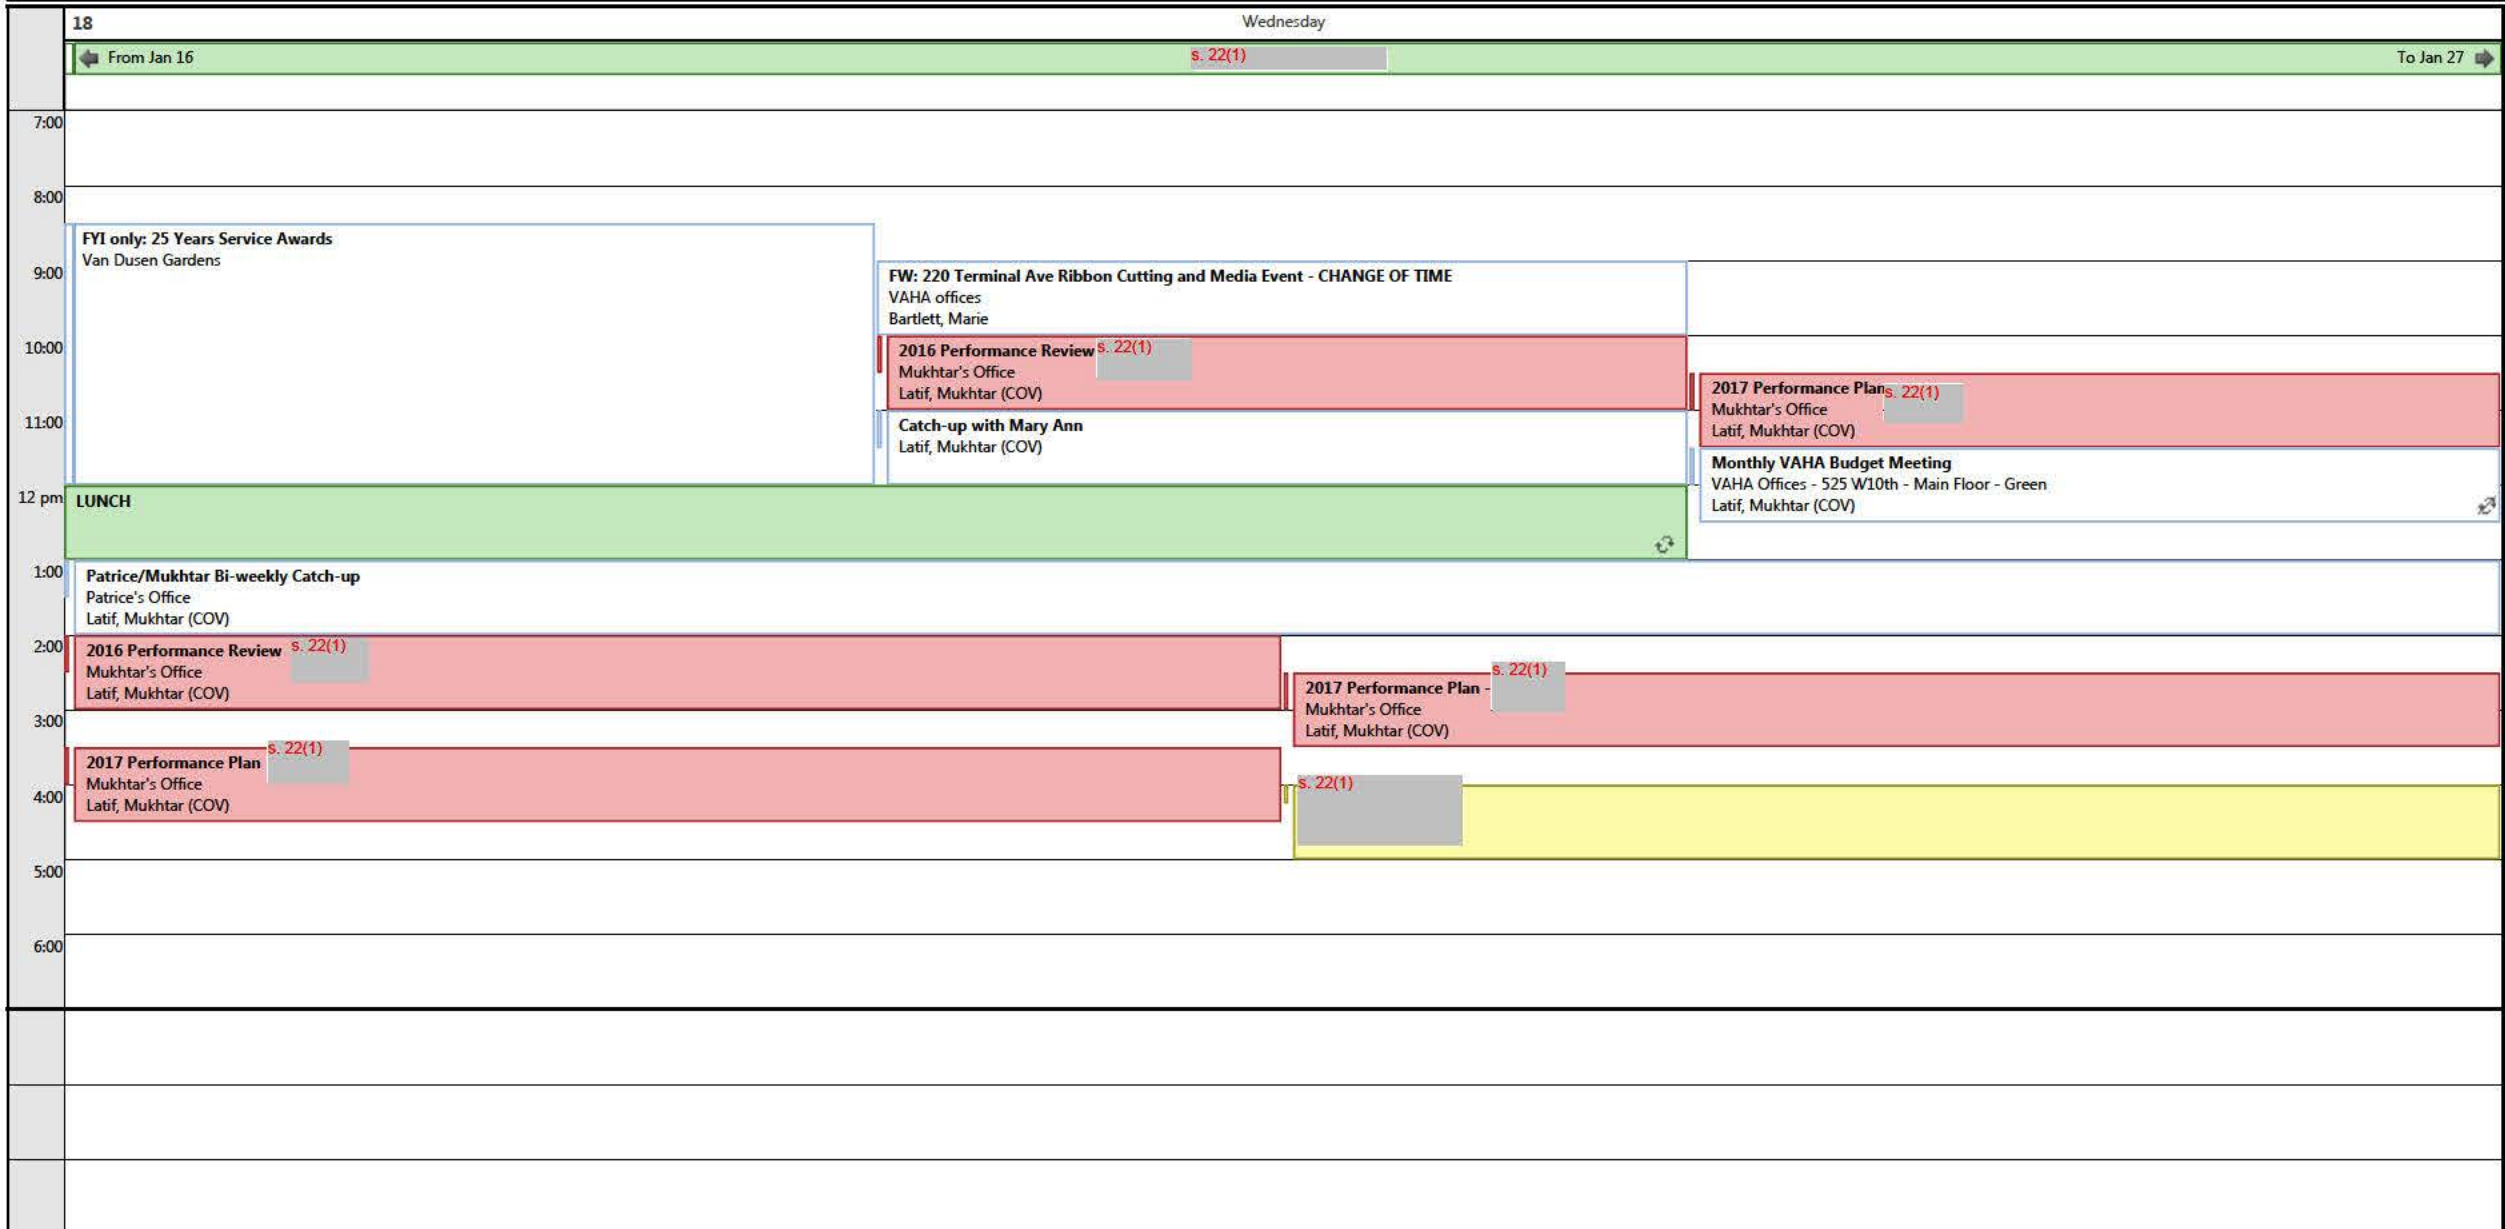 18
Wednesday
From Jan 16
s. 22(1)
To Jan 27
7:00
8:00
FYI only: 25 Years Service Awards
Van Dusen Gardens
9:00
FW: 220 Terminal Ave Ribbon Cutting and Media Event - CHANGE OF TIME
VAHA offices
Bartlett, Marie
10:00
2016 Performance Review s. 22(1)
Mukhtar's Office
Latif, Mukhtar (COV)
2017 Performance Plan s. 22(1)
Mukhtar's Office
Latif, Mukhtar (COV)
11:00
Catch-up with Mary Ann
Latif, Mukhtar (COV)
Monthly VAHA Budget Meeting
VAHA Offices - 525 W10th - Main Floor - Green
Latif, Mukhtar (COV)
12 pm
LUNCH
1:00
Patrice/Mukhtar Bi-weekly Catch-up
Patrice's Office
Latif, Mukhtar (COV)
2:00
2016 Performance Review s. 22(1)
Mukhtar's Office
Latif, Mukhtar (COV)
2017 Performance Plan - s. 22(1)
Mukhtar's Office
Latif, Mukhtar (COV)
3:00
2017 Performance Plan s. 22(1)
Mukhtar's Office
Latif, Mukhtar (COV)
4:00
s. 22(1)
5:00
6:00